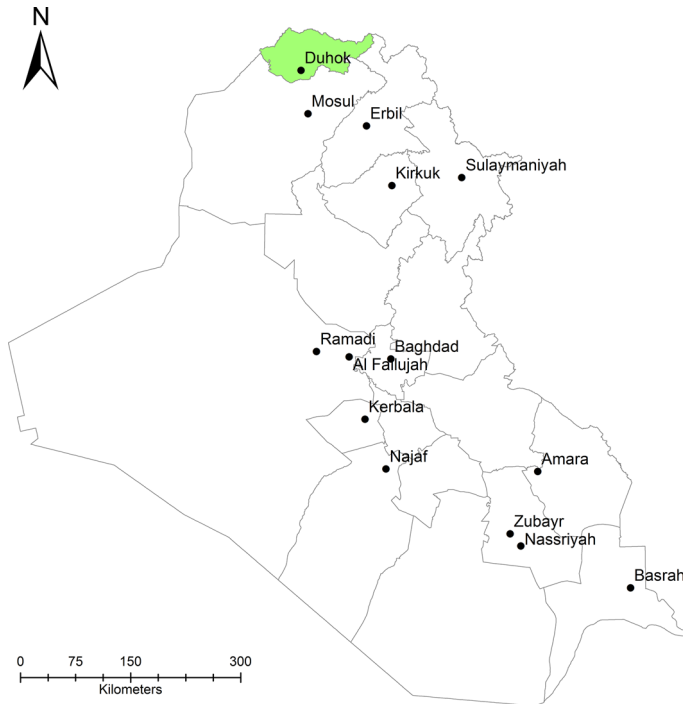 N
Duhok
Mosul
Erbil
Sulaymaniyah
Kirkuk
Ramadi
Baghdad
Al Fallujah
Kerbala
Najaf
Amara
Zubayr
Nassriyah
Basrah
0 75 150 300
Kilometers